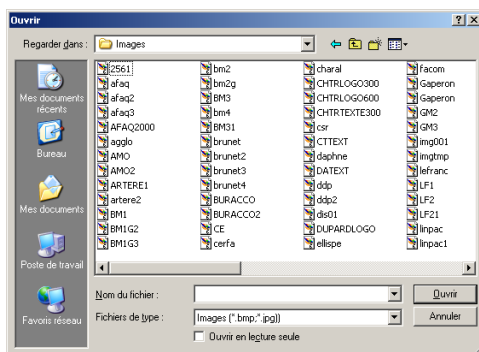 Ouvrir
Regarder dans :
Images
Mes documents
récents
Bureau
Mes documents
Poste de travail
Favoris réseau
2561
afaq
afaq2
afaq3
AFAQ2000
agglo
AMO
AMO2
ARTERE1
artere2
BM1
BM1G2
BM1G3
bm2
bm2g
BM3
bm4
BM31
brunet
brunet2
brunet3
brunet4
BURACCO
BURACCO2
CE
cerfa
charal
CHTRLOGO300
CHTRLOGO600
CHTRTEXTE300
csr
CTTEXT
daphne
DATEXT
ddp
ddp2
dis01
DUPARDLOGO
ellispe
facom
Gaperon
Gaperon
GM2
GM3
img001
imgtmp
lefranc
LF1
LF2
LF21
linpac
linpac1
Nom du fichier :
Ouvrir
Fichiers de type :
Images (*.bmp;*.jpg))
Annuler
Ouvrir en lecture seule